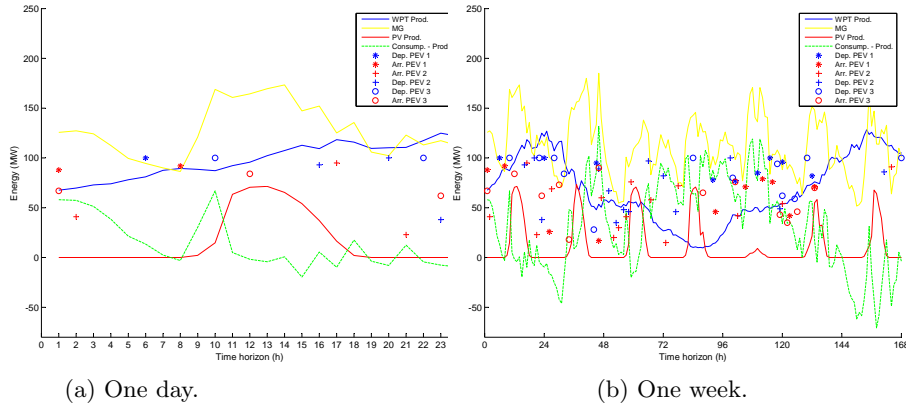 250
200
150
100
50
0
-50
Energy (MW)
1 2 3 4 5 6 7 8 9 10 11 12 13 14 15 16 17 18 19 20 21 22 23
Time horizon (h)
WPT Prod.
MG
PV Prod.
Consump. - Prod.
Dep. PEV 1
Arr. PEV 1
Arr. PEV 2
Dep. PEV 2
Dep. PEV 3
Arr. PEV 3
(a) One day.
250
200
150
100
50
0
-50
Energy (MW)
0 24 48 72 96 120 144 168
Time horizon (h)
WPT Prod.
MG
PV Prod.
Consump. - Prod.
Dep. PEV 1
Arr. PEV 1
Arr. PEV 2
Dep. PEV 2
Dep. PEV 3
Arr. PEV 3
(b) One week.